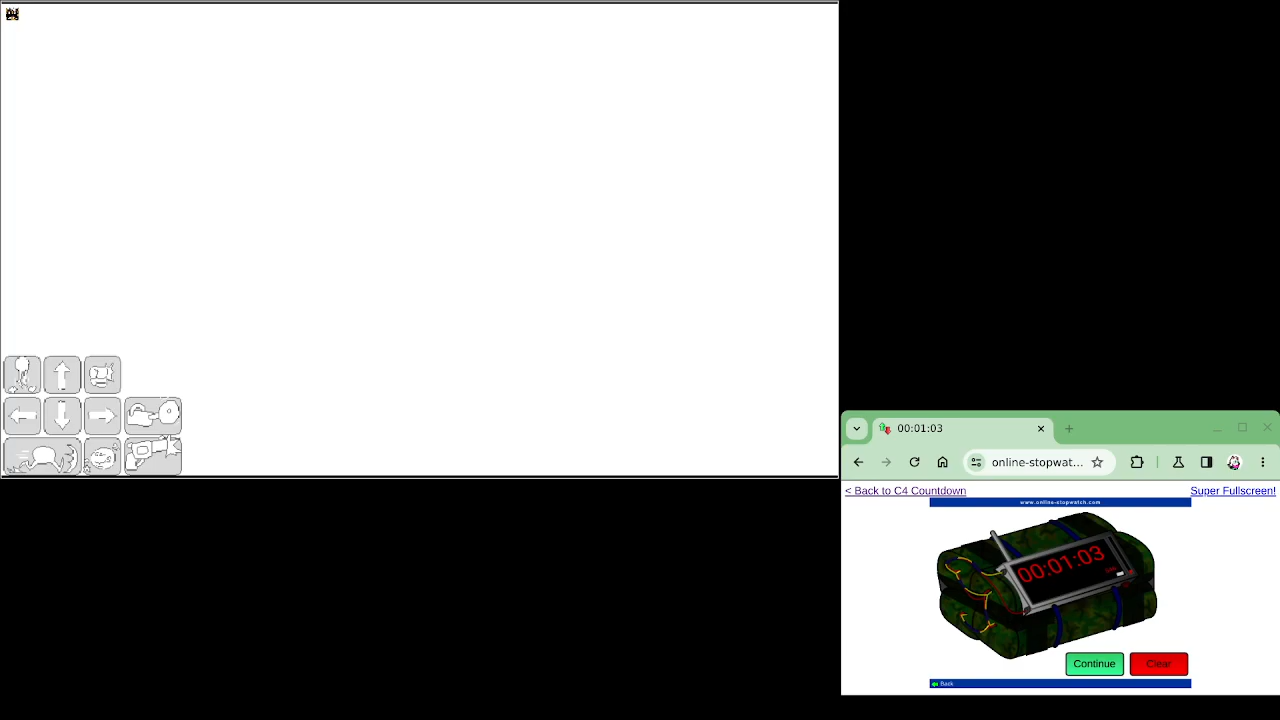 00:01:03
online-stopwat...
< Back to C4 Countdown
Super Fullscreen!
www.online-stopwatch.com
00:01:03
Continue
Clear
Back